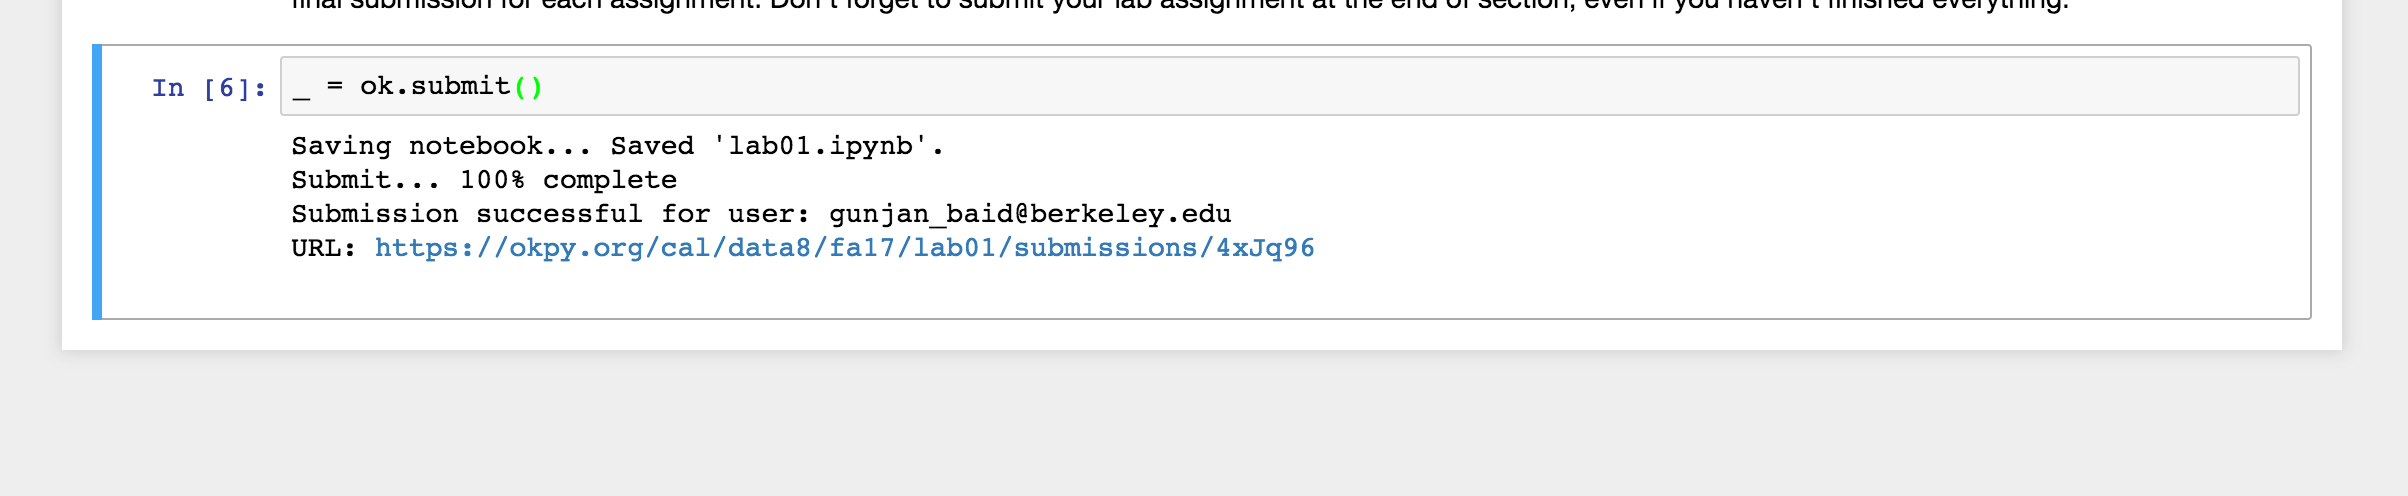 final submission for each assignment. Don't forget to submit your lab assignment at the end of section, even if you haven't finished everything.
In [6]: _ = ok.submit()
Saving notebook... Saved 'lab01.ipynb'.
Submit... 100% complete
Submission successful for user: gunjan_baid@berkeley.edu
URL: https://okpy.org/cal/data8/fa17/lab01/submissions/4xJq96